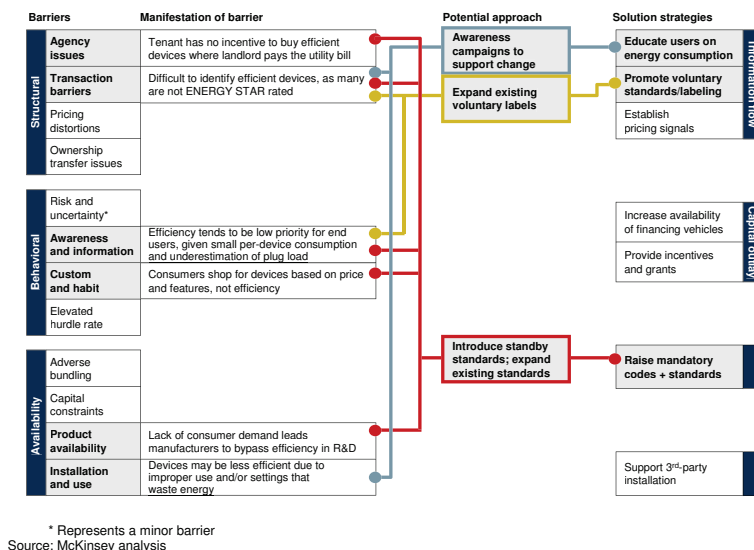 Barriers
Manifestation of barrier
Potential approach
Solution strategies
Structural
Agency
issues
Tenant has no incentive to buy efficient
devices where landlord pays the utility bill
Transaction
barriers
Difficult to identify efficient devices, as many
are not ENERGY STAR rated
Pricing
distortions
Ownership
transfer issues
Behavioral
Risk and
uncertainty*
Awareness
and information
Efficiency tends to be low priority for end
users, given small per-device consumption
and underestimation of plug load
Custom
and habit
Consumers shop for devices based on price
and features, not efficiency
Elevated
hurdle rate
Availability
Adverse
bundling
Capital
constraints
Product
availability
Lack of consumer demand leads
manufacturers to bypass efficiency in R&D
Installation
and use
Devices may be less efficient due to
improper use and/or settings that
waste energy
Awareness
campaigns to
support change
Expand existing
voluntary labels
Introduce standby
standards; expand
existing standards
Educate users on
energy consumption
Promote voluntary
standards/labeling
Establish
pricing signals
Information flow
Increase availability
of financing vehicles
Provide incentives
and grants
Capital outlay
Raise mandatory
codes + standards
Support 3rd-party
installation
* Represents a minor barrier
Source: McKinsey analysis